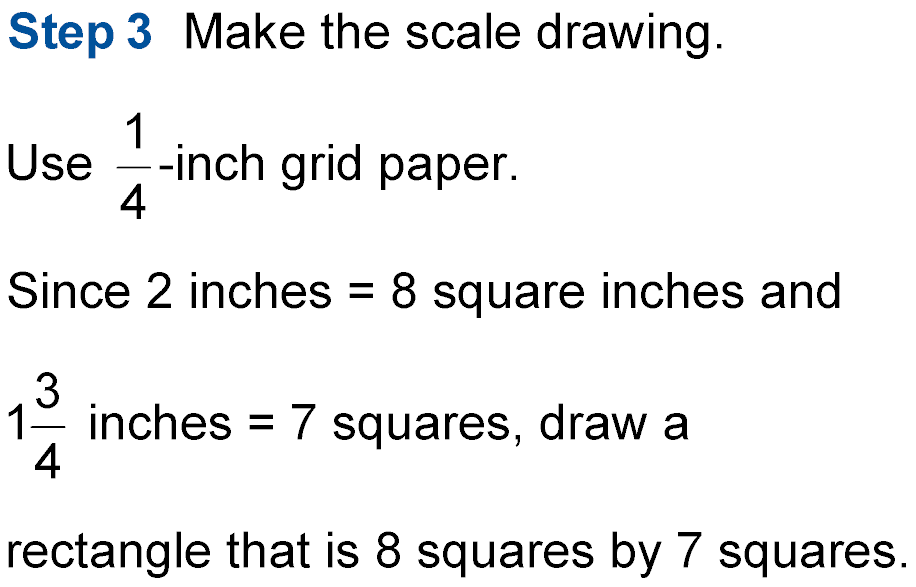 Step 3 Make the scale drawing.
Use 1/4-inch grid paper.
Since 2 inches = 8 square inches and
1 3/4 inches = 7 squares, draw a
rectangle that is 8 squares by 7 squares.